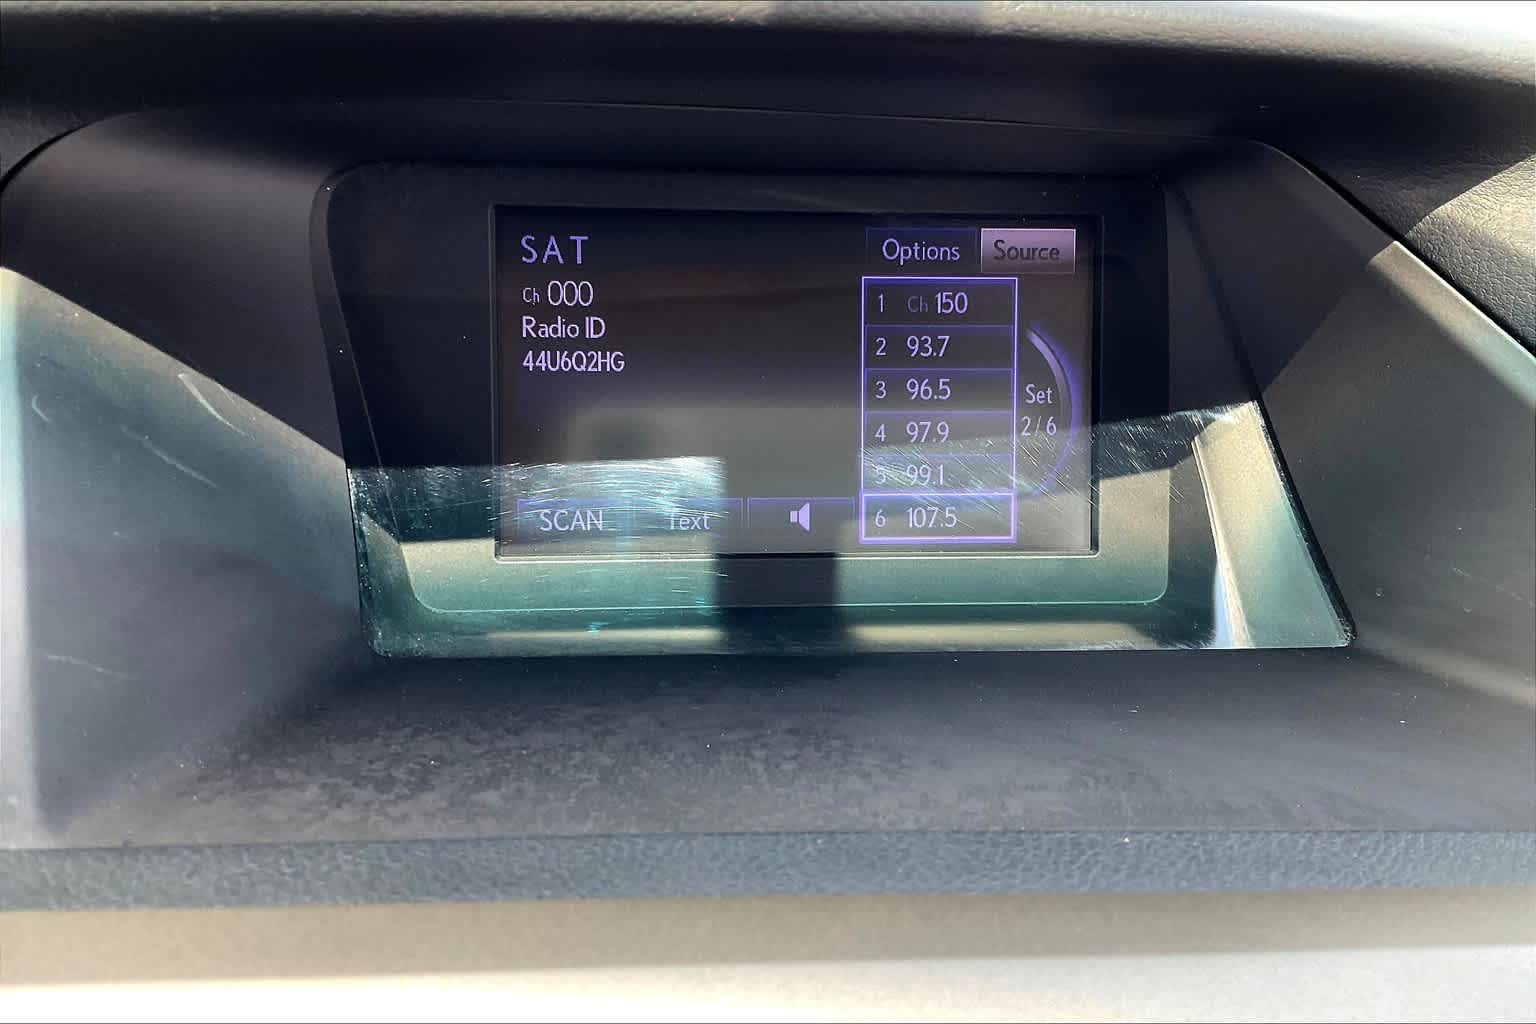 SAT
Ch 000
Radio ID
44U6Q2HG
Options Source
1 Ch 150
2 93.7
3 96.5
4 97.9
5 99.1
6 107.5
Set
2/6
SCAN Text